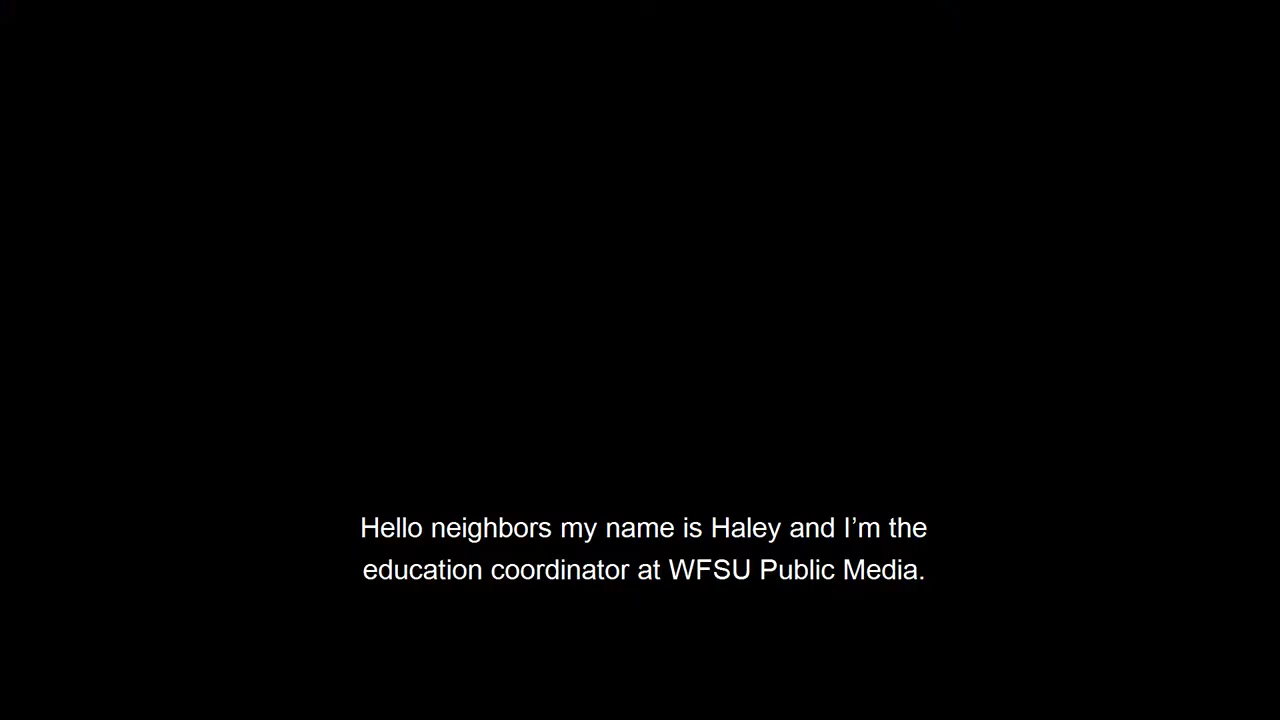 Hello neighbors my name is Haley and I’m the
education coordinator at WFSU Public Media.